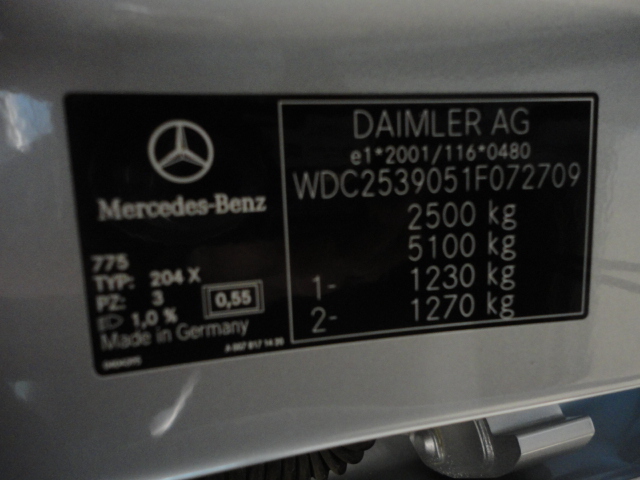 Mercedes-Benz
775
TYP: 204 X
PZ: 3
0,55
1,0 %
Made in Germany
DAIMLER AG
e1*2001/116*0480
WDC2539051F072709
2500 kg
5100 kg
1- 1230 kg
2- 1270 kg